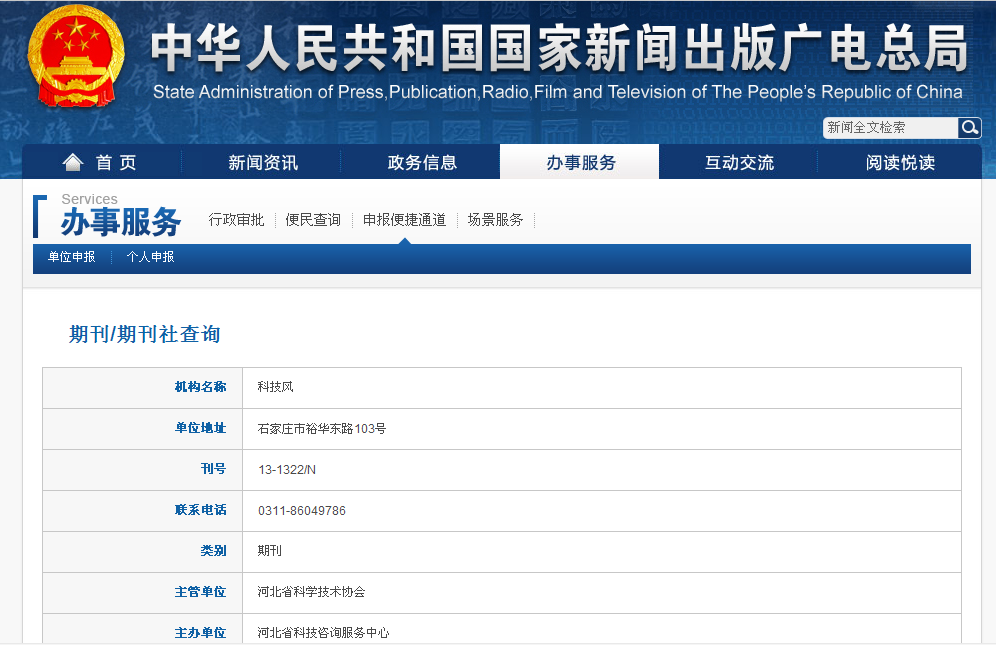 中华人民共和国国家新闻出版广电总局
State Administration of Press,Publication,Radio,Film and Television of The People's Republic of China
新闻全文检索
首 页 新闻资讯 政务信息 办事服务 互动交流 阅读悦读
Services
办事服务 行政审批 便民查询 申报便捷通道 场景服务
单位申报 个人申报
期刊/期刊社查询
机构名称 科技风
单位地址 石家庄市裕华东路103号
刊号 13-1322/N
联系电话 0311-86049786
类别 期刊
主管单位 河北省科学技术协会
主办单位 河北省科技咨询服务中心